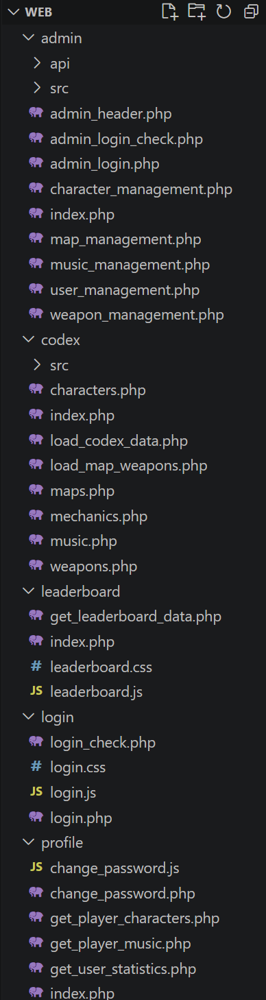 WEB
admin
api
src
admin_header.php
admin_login_check.php
admin_login.php
character_management.php
index.php
map_management.php
music_management.php
user_management.php
weapon_management.php
codex
src
characters.php
index.php
load_codex_data.php
load_map_weapons.php
maps.php
mechanics.php
music.php
weapons.php
leaderboard
get_leaderboard_data.php
index.php
# leaderboard.css
JS leaderboard.js
login
login_check.php
# login.css
JS login.js
login.php
profile
JS change_password.js
change_password.php
get_player_characters.php
get_player_music.php
get_user_statistics.php
index.php